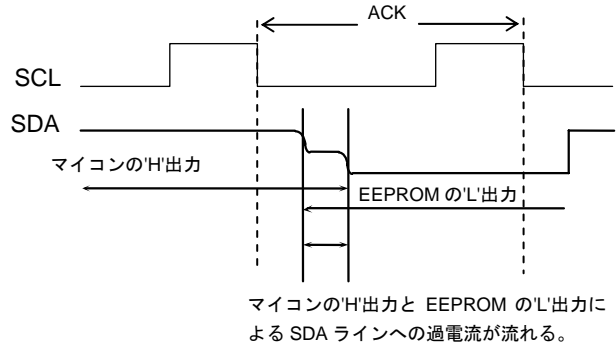 ACK
SCL
SDA
マイコンの'H'出力
EEPROM の'L'出力
マイコンの'H'出力と EEPROM の'L'出力に
よる SDA ラインへの過電流が流れる。